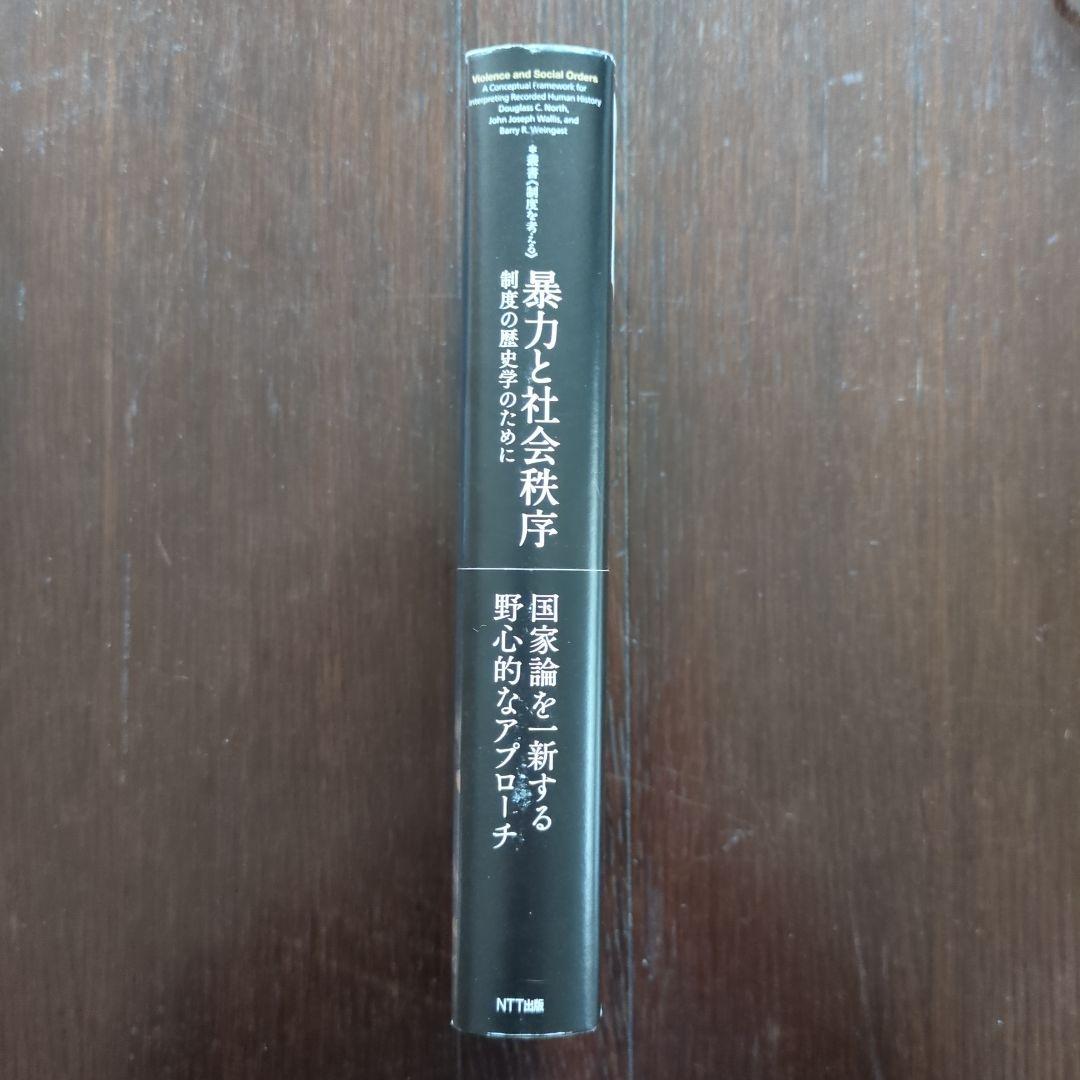 Violence and Social Orders
A Conceptual Framework for
Interpreting Recorded Human History
Douglass C. North,
John Joseph Wallis, and
Barry R. Weingast
叢書《制度を考える》
暴力と社会秩序
制度の歴史学のために
国家論を一新する
野心的なアプローチ
NTT出版